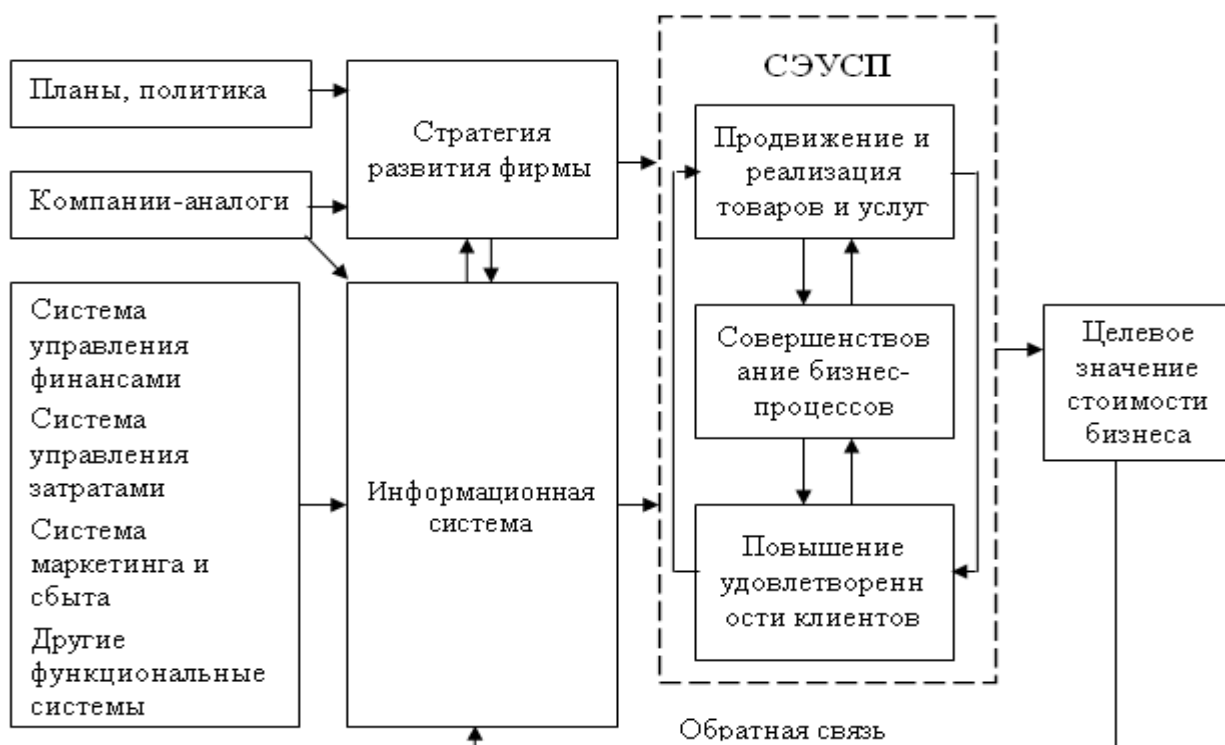 СЭУСП
Планы, политика
Стратегия
развития фирмы
Компании-аналоги
Продвижение и
реализация
товаров и услуг
Система
управления
финансами
Система
управления
затратами
Система
маркетинга и
сбыта
Другие
функциональные
системы
Информационная
система
Совершенствов
ание бизнес-
процессов
Повышение
удовлетворенн
ости клиентов
Целевое
значение
стоимости
бизнеса
Обратная связь